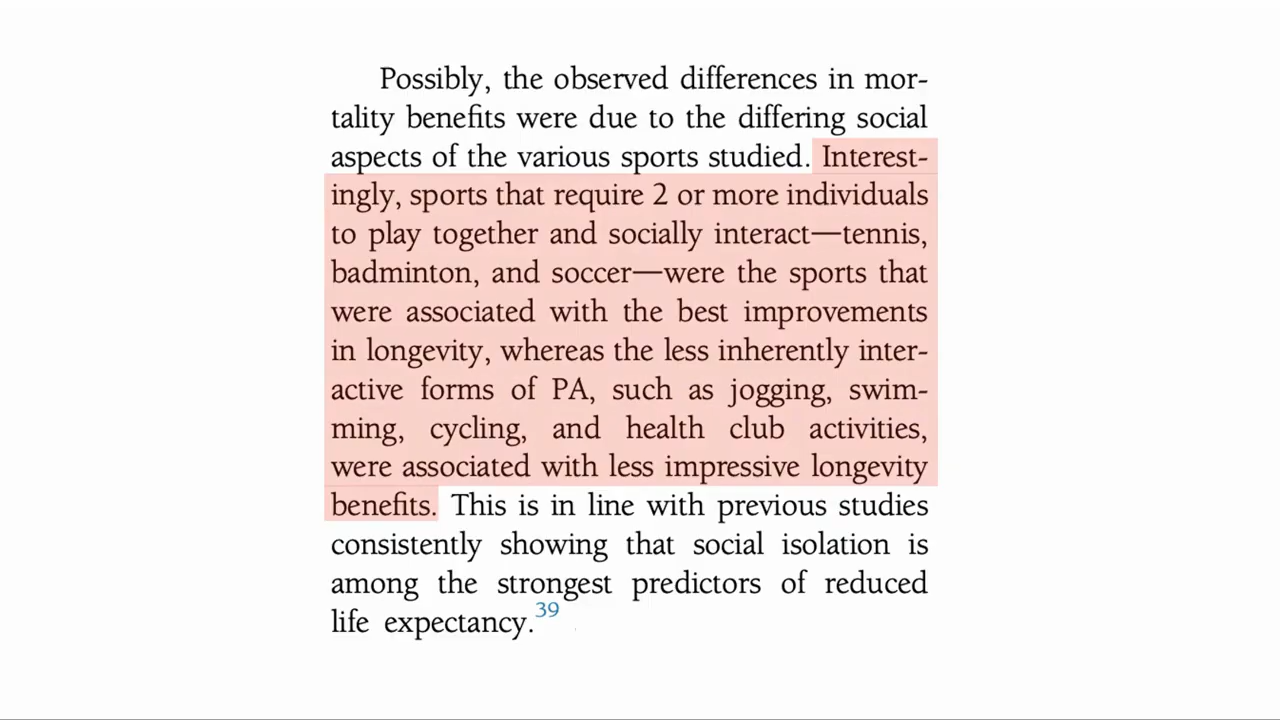 Possibly, the observed differences in mor-
tality benefits were due to the differing social
aspects of the various sports studied. Interest-
ingly, sports that require 2 or more individuals
to play together and socially interact—tennis,
badminton, and soccer—were the sports that
were associated with the best improvements
in longevity, whereas the less inherently inter-
active forms of PA, such as jogging, swim-
ming, cycling, and health club activities,
were associated with less impressive longevity
benefits. This is in line with previous studies
consistently showing that social isolation is
among the strongest predictors of reduced
life expectancy.39